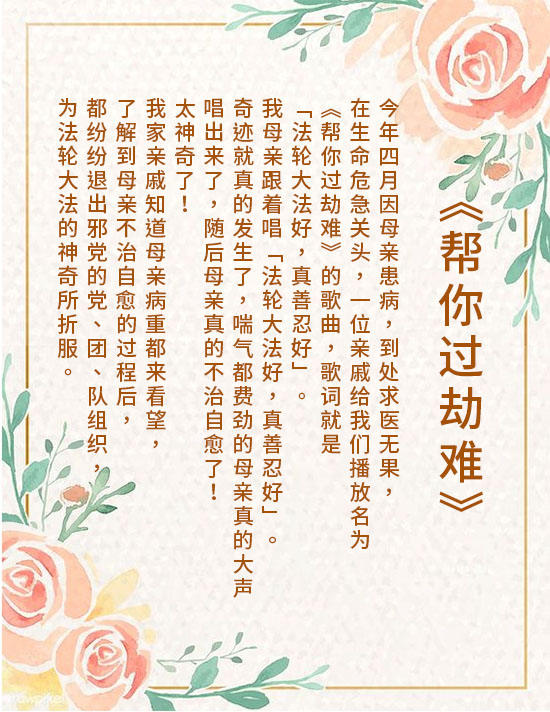 《帮你过劫难》
今年四月因母亲患病，到处求医无果，
在生命危急关头，一位亲戚给我们播放名为
《帮你过劫难》的歌曲，歌词就是
「法轮大法好，真善忍好」。
我母亲跟着唱「法轮大法好，真善忍好」。
奇迹就真的发生了，喘气都费劲的母亲真的大声
唱出来了，随后母亲真的不治自愈了！
太神奇了！
我家亲戚知道母亲病重都来看望，
了解到母亲不治自愈的过程后，
都纷纷退出邪党的党、团、队组织，
为法轮大法的神奇所折服。
rawpixel